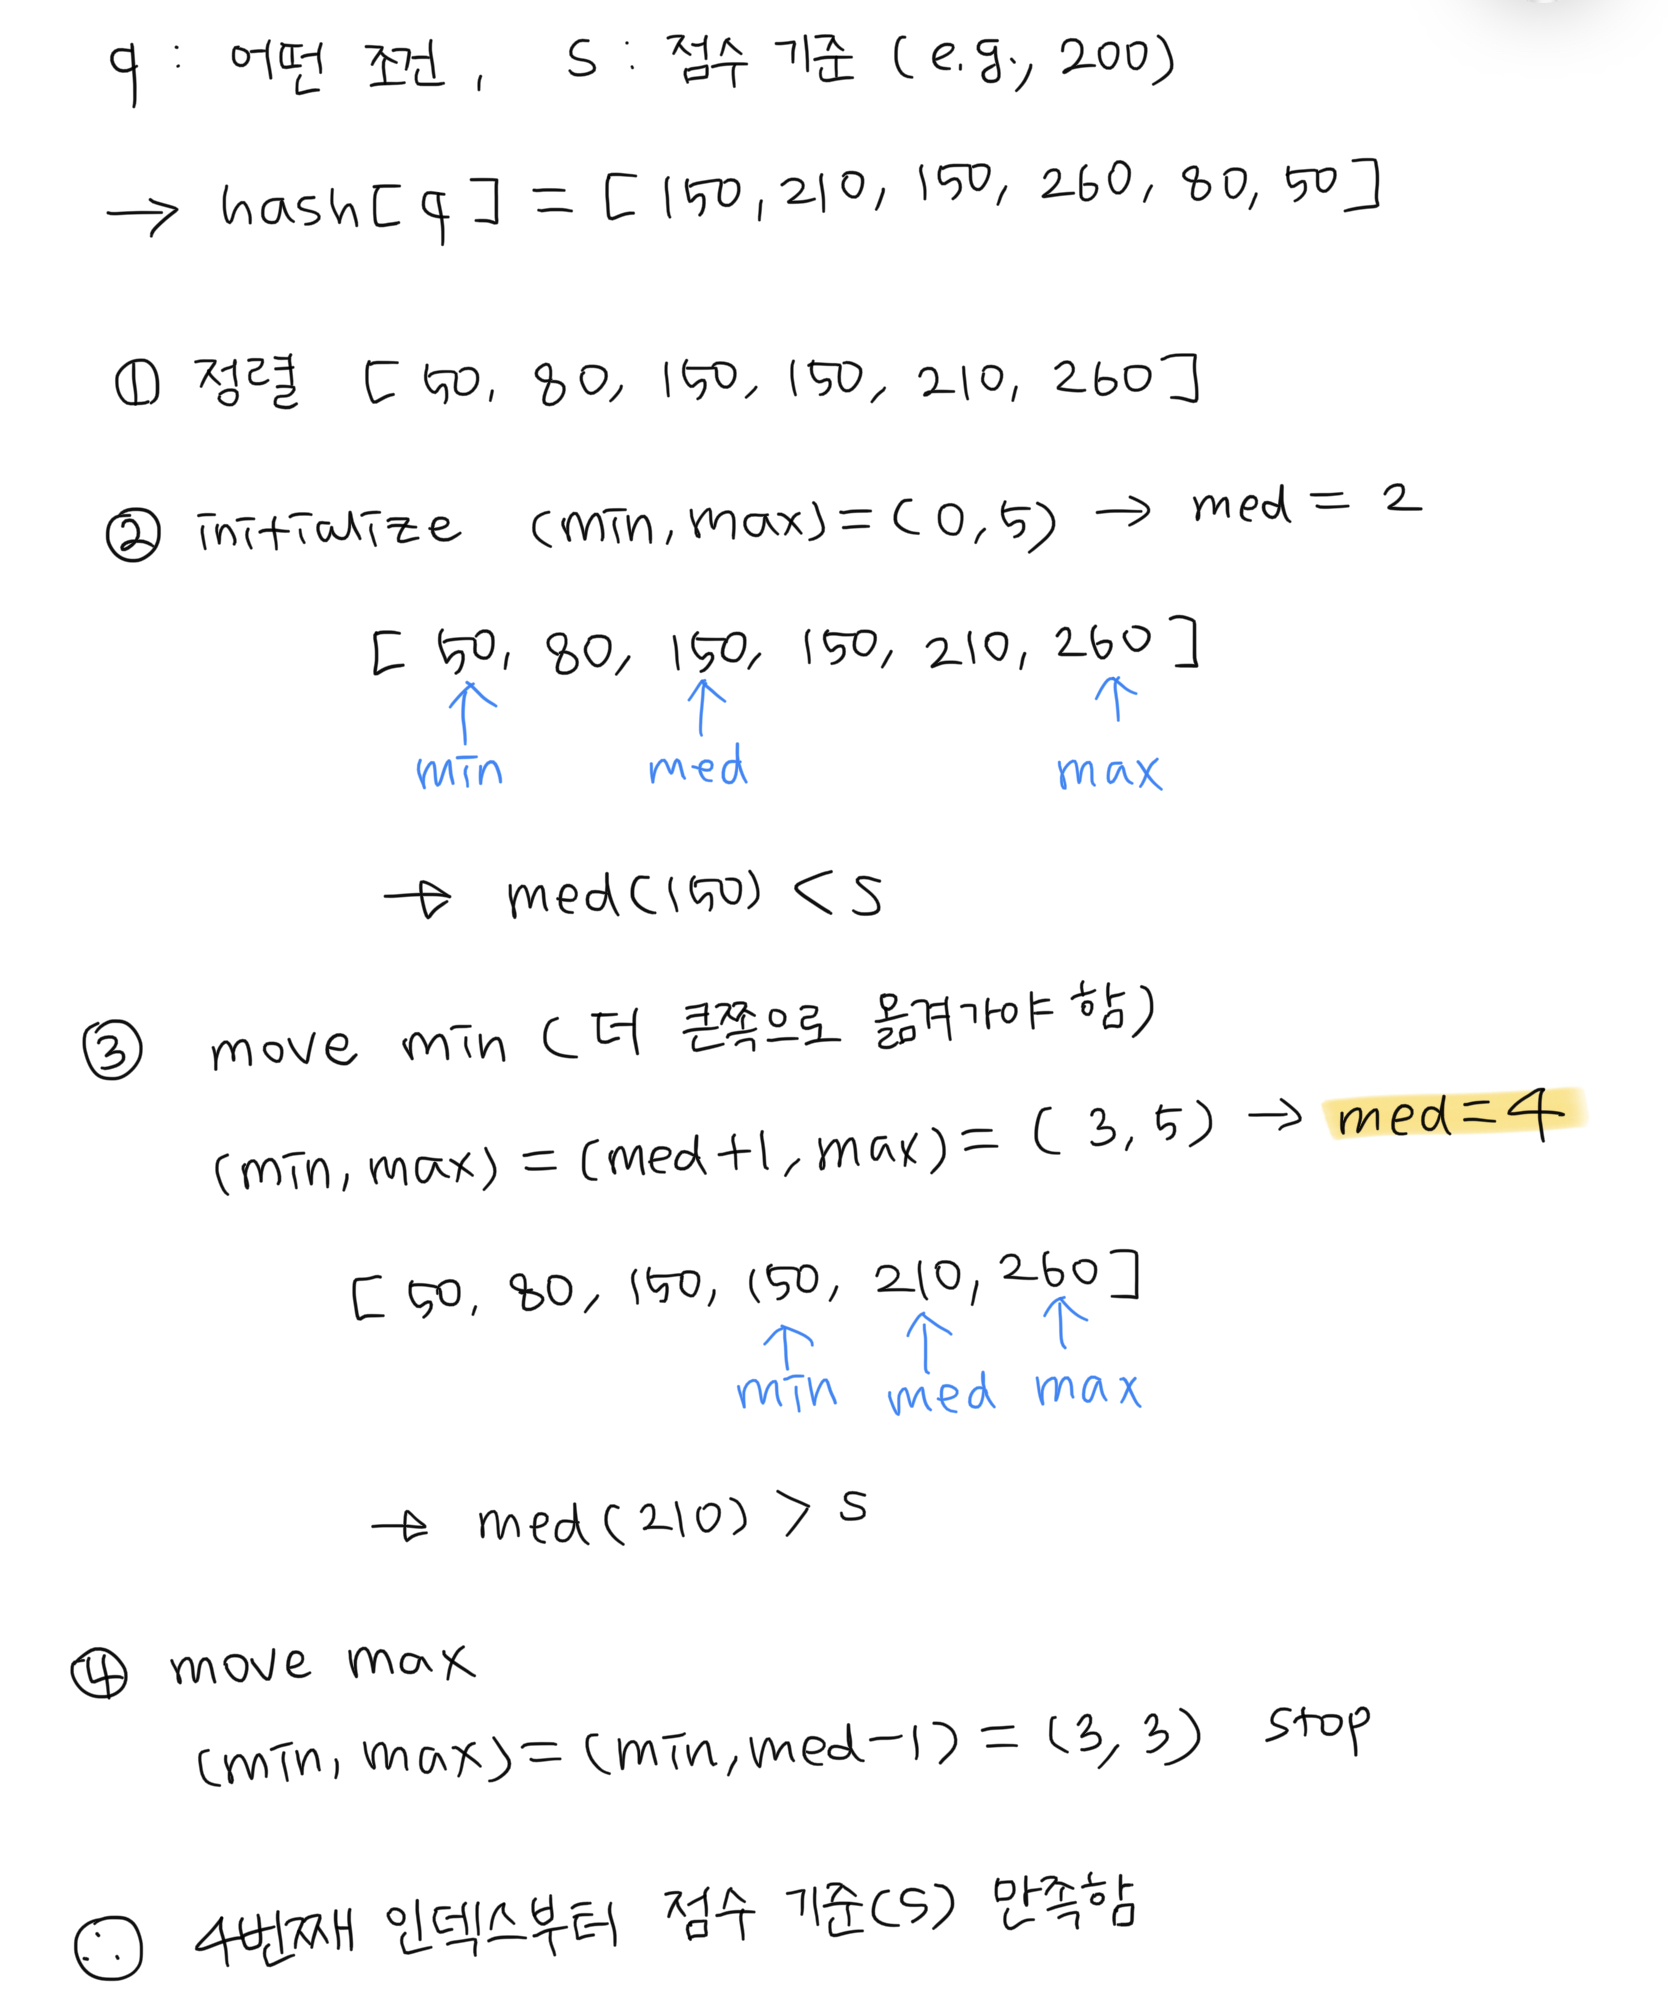 q : 어떤 조건, S : 점수 기준 (e.g., 200)
→ hash[q] = [150, 210, 150, 260, 80, 50]
① 정렬 [50, 80, 150, 150, 210, 260]
② initialize (min, max) = (0, 5) → med = 2
[50, 80, 150, 150, 210, 260]
min med max
→ med(150) < S
③ move min (더 큰쪽으로 옮겨가야 함)
(min, max) = (med+1, max) = (3, 5) → med = 4
[50, 80, 150, 150, 210, 260]
min med max
→ med(210) > S
④ move max
(min, max) = (min, med-1) = (3, 3) stop
∴ 4번째 인덱스부터 점수 기준(S) 만족함